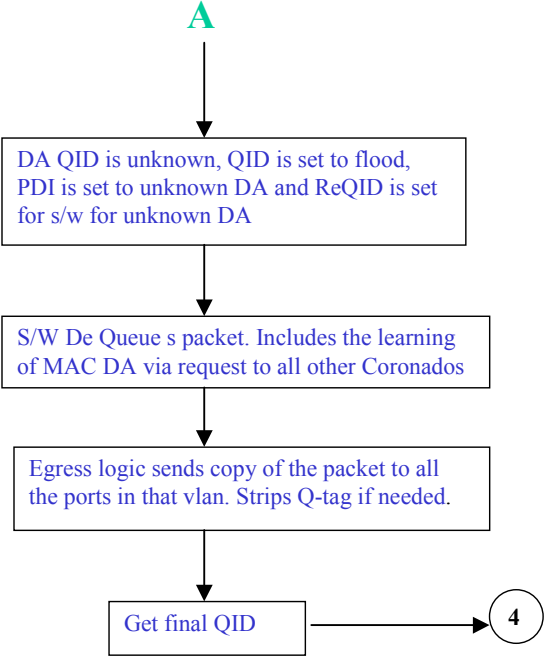 A
DA QID is unknown, QID is set to flood,
PDI is set to unknown DA and ReQID is set
for s/w for unknown DA
S/W De Queue s packet. Includes the learning
of MAC DA via request to all other Coronados
Egress logic sends copy of the packet to all
the ports in that vlan. Strips Q-tag if needed.
Get final QID
4